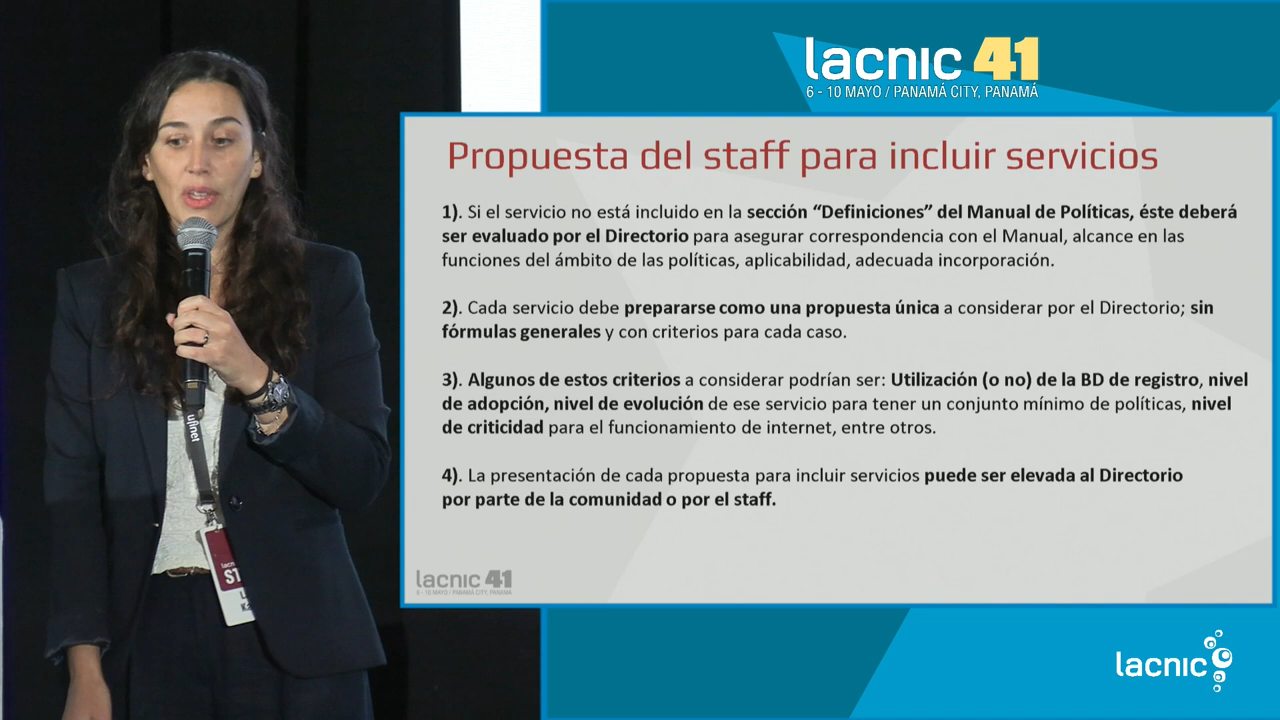 lacnic 41
6 - 10 MAYO / PANAMÁ CITY, PANAMÁ
Propuesta del staff para incluir servicios
1). Si el servicio no está incluido en la sección “Definiciones” del Manual de Políticas, éste deberá
ser evaluado por el Directorio para asegurar correspondencia con el Manual, alcance en las
funciones del ámbito de las políticas, aplicabilidad, adecuada incorporación.
2). Cada servicio debe prepararse como una propuesta única a considerar por el Directorio; sin
fórmulas generales y con criterios para cada caso.
3). Algunos de estos criterios a considerar podrían ser: Utilización (o no) de la BD de registro, nivel
de adopción, nivel de evolución de ese servicio para tener un conjunto mínimo de políticas, nivel
de criticidad para el funcionamiento de internet, entre otros.
4). La presentación de cada propuesta para incluir servicios puede ser elevada al Directorio
por parte de la comunidad o por el staff.
lacnic 41
6 - 10 MAYO / PANAMÁ CITY, PANAMÁ
lacnic